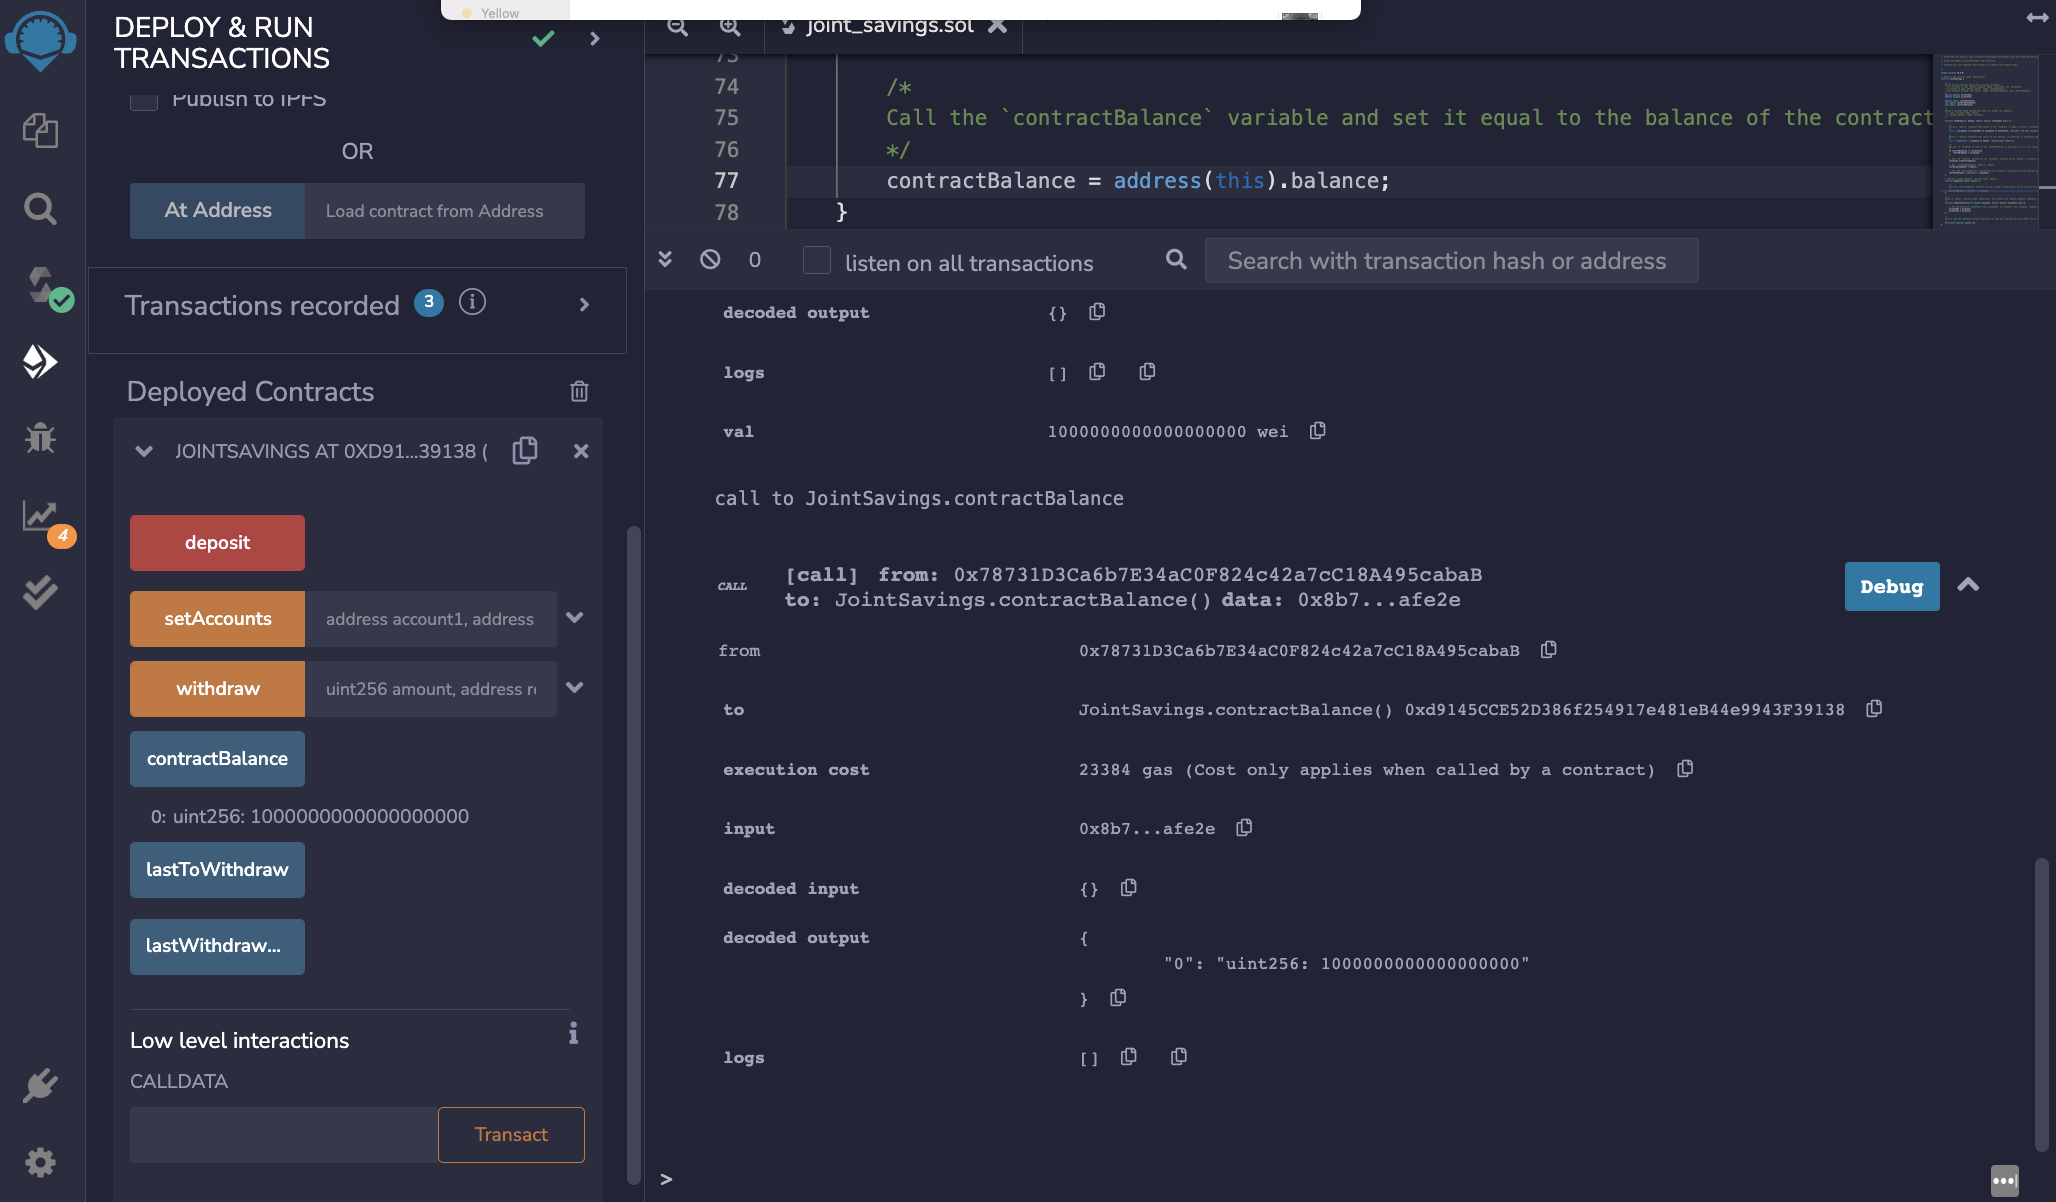 Yellow
DEPLOY & RUN
TRANSACTIONS
Publish to IPFS
OR
At Address
Load contract from Address
Transactions recorded 3
Deployed Contracts
JOINTSAVINGS AT 0XD91...39138 (
deposit
setAccounts
address account1, address
withdraw
uint256 amount, address re
contractBalance
0: uint256: 1000000000000000000
lastToWithdraw
lastWithdraw...
Low level interactions
CALLDATA
Transact
4
joint_savings.sol
73
74 /*
75 Call the `contractBalance` variable and set it equal to the balance of the contract
76 */
77 contractBalance = address(this).balance;
78 }
0
listen on all transactions
Search with transaction hash or address
decoded output {}
logs []
val 1000000000000000000 wei
call to JointSavings.contractBalance
CALL
[call] from: 0x78731D3Ca6b7E34aC0F824c42a7cC18A495cabaB
to: JointSavings.contractBalance() data: 0x8b7...afe2e
Debug
from 0x78731D3Ca6b7E34aC0F824c42a7cC18A495cabaB
to JointSavings.contractBalance() 0xd9145CCE52D386f254917e481eB44e9943F39138
execution cost 23384 gas (Cost only applies when called by a contract)
input 0x8b7...afe2e
decoded input {}
decoded output {
"0": "uint256: 1000000000000000000"
}
logs []
>